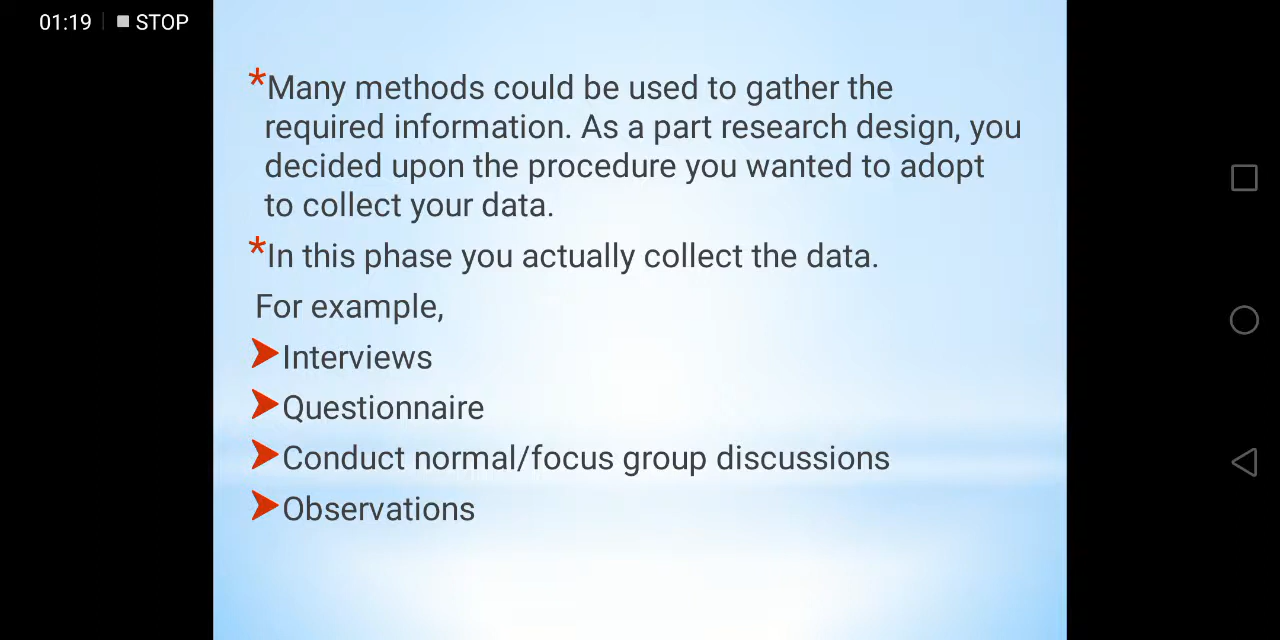 01:19 STOP
*Many methods could be used to gather the
required information. As a part research design, you
decided upon the procedure you wanted to adopt
to collect your data.
*In this phase you actually collect the data.
For example,
➤Interviews
➤Questionnaire
➤Conduct normal/focus group discussions
➤Observations